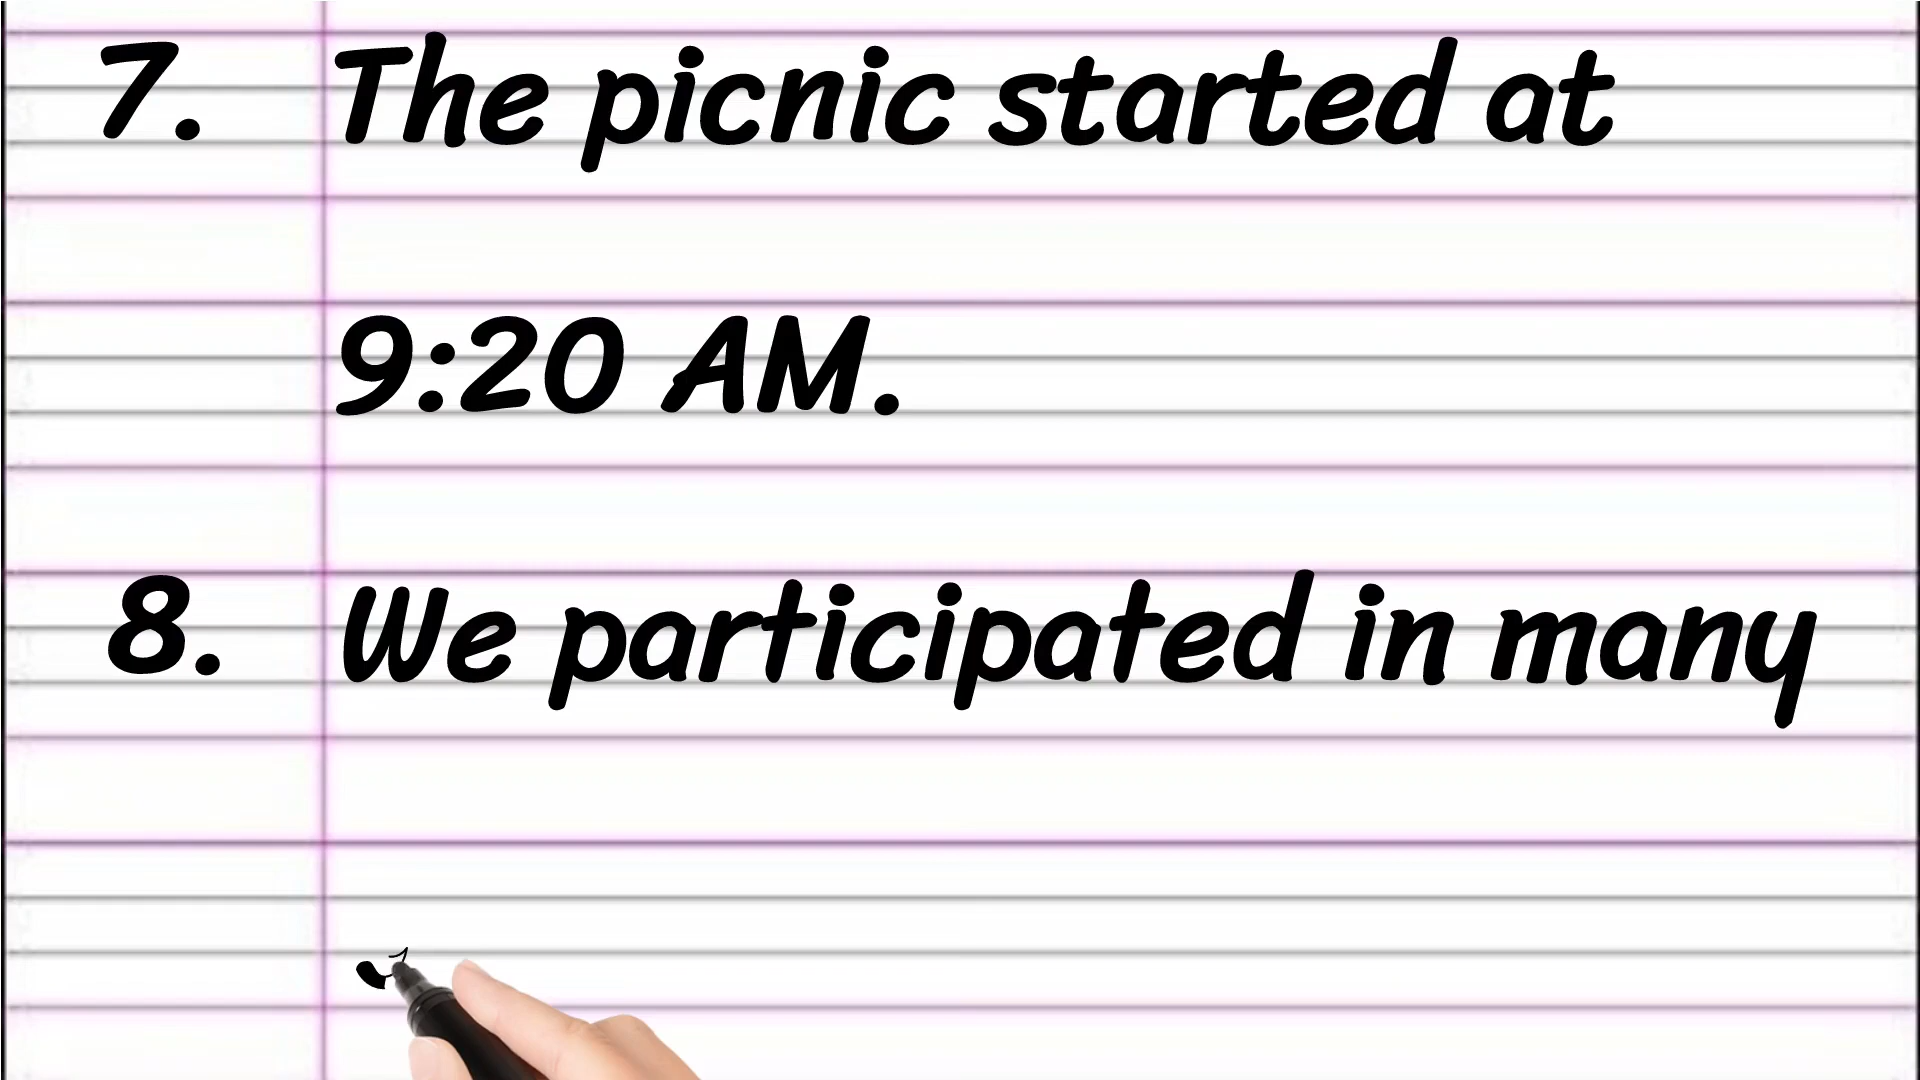 7. The picnic started at
9:20 AM.
8. We participated in many